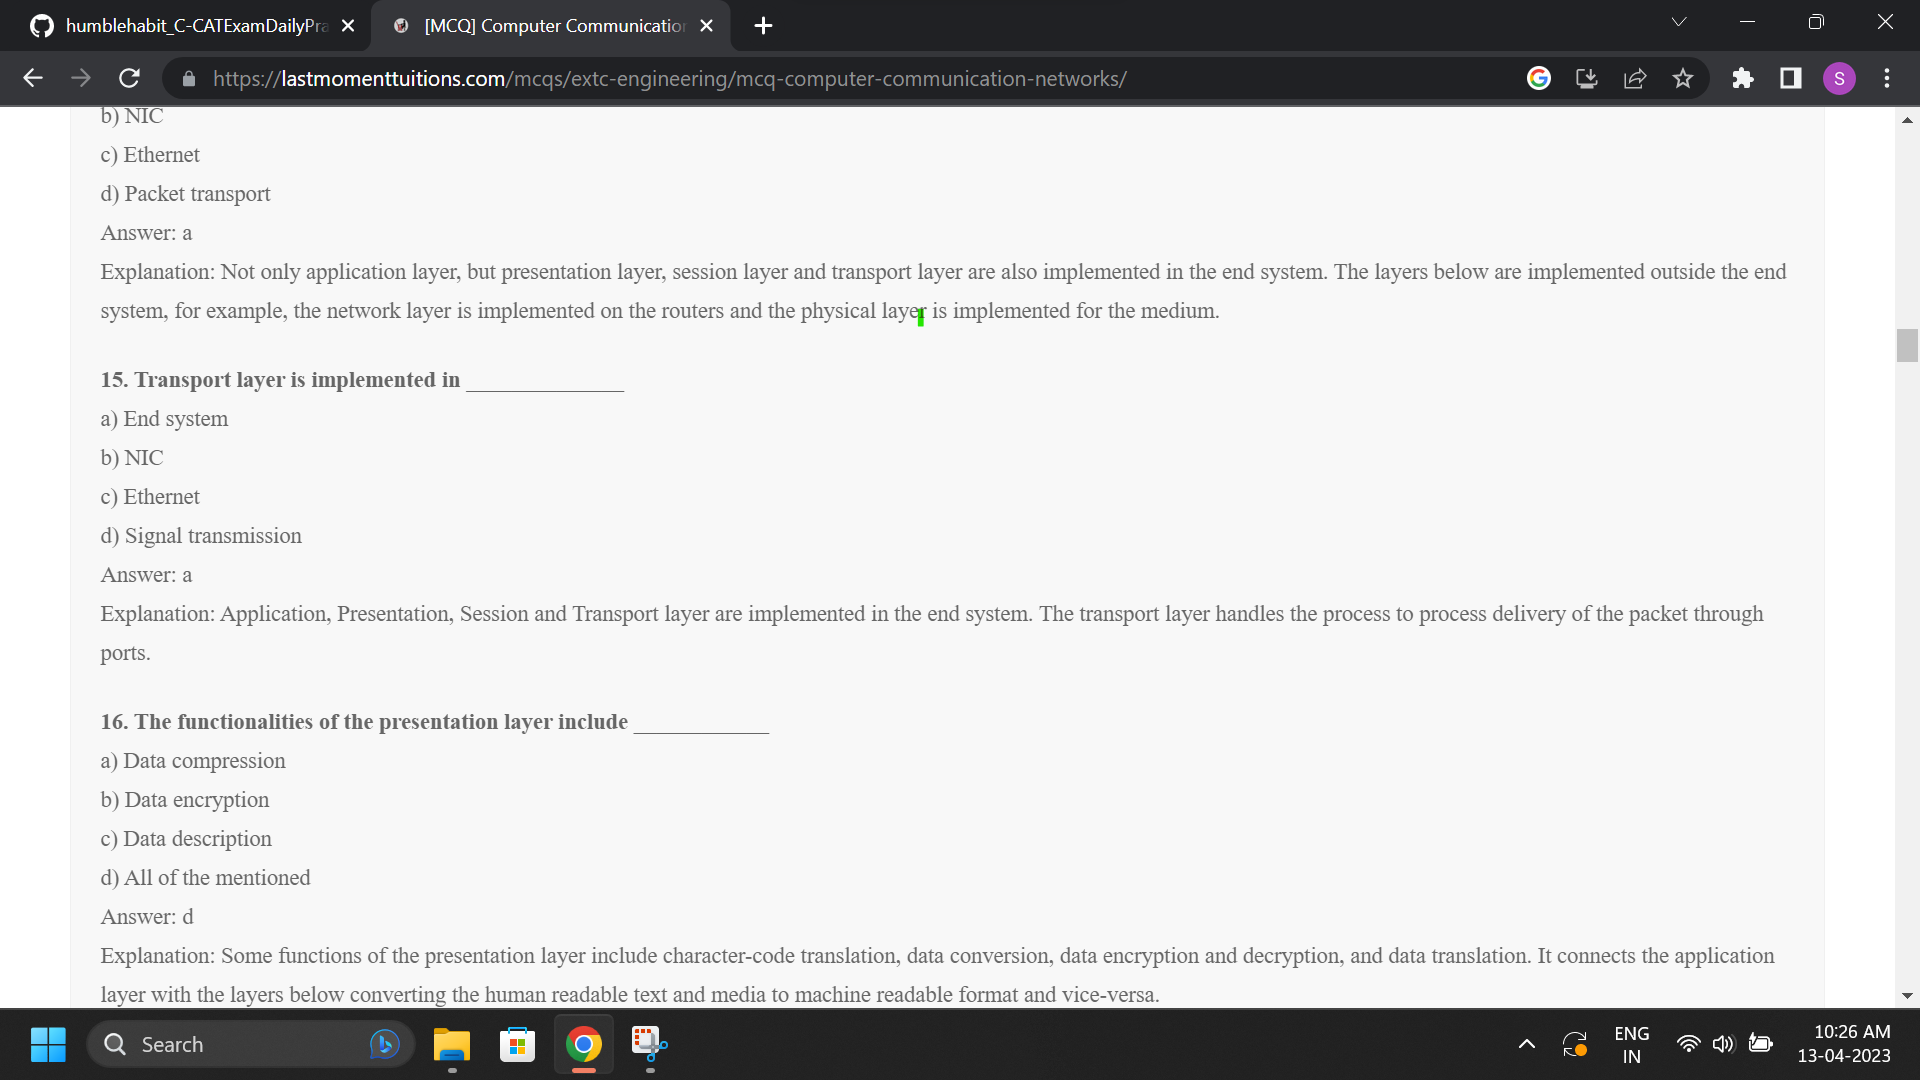 humblehabit_C-CATExamDailyPra
[MCQ] Computer Communication
https://lastmomenttuitions.com/mcqs/extc-engineering/mcq-computer-communication-networks/
S
b) NIC
c) Ethernet
d) Packet transport
Answer: a
Explanation: Not only application layer, but presentation layer, session layer and transport layer are also implemented in the end system. The layers below are implemented outside the end
system, for example, the network layer is implemented on the routers and the physical layer is implemented for the medium.
15. Transport layer is implemented in ______________
a) End system
b) NIC
c) Ethernet
d) Signal transmission
Answer: a
Explanation: Application, Presentation, Session and Transport layer are implemented in the end system. The transport layer handles the process to process delivery of the packet through
ports.
16. The functionalities of the presentation layer include ____________
a) Data compression
b) Data encryption
c) Data description
d) All of the mentioned
Answer: d
Explanation: Some functions of the presentation layer include character-code translation, data conversion, data encryption and decryption, and data translation. It connects the application
layer with the layers below converting the human readable text and media to machine readable format and vice-versa.
Search
ENG
IN
10:26 AM
13-04-2023